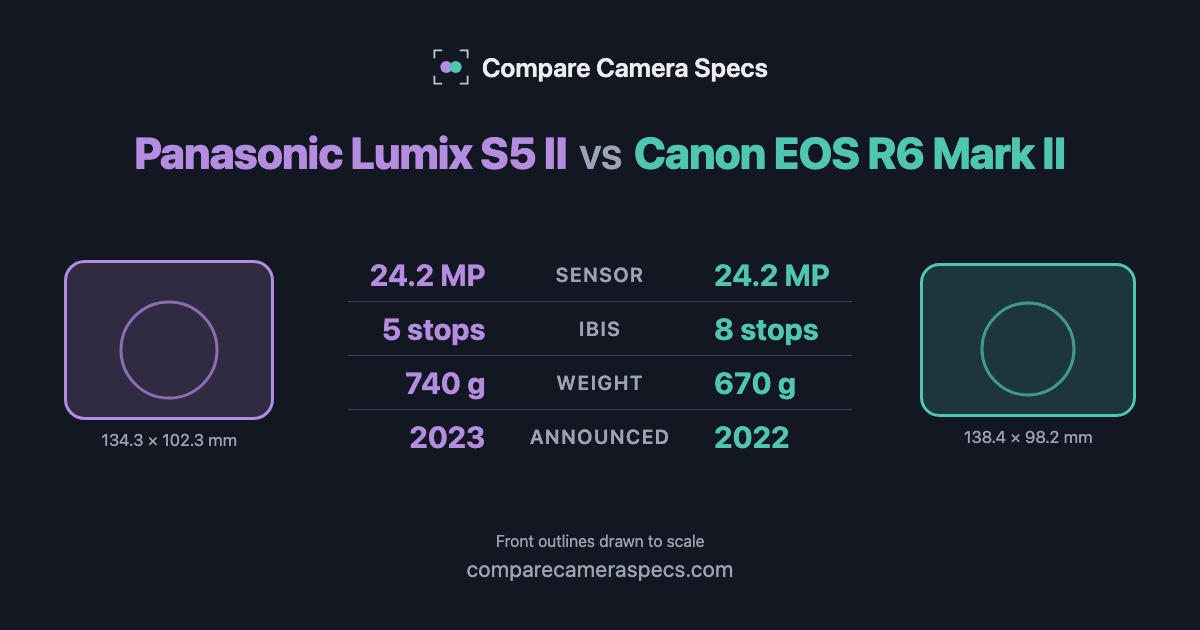 Compare Camera Specs
Panasonic Lumix S5 II vs Canon EOS R6 Mark II
24.2 MP SENSOR 24.2 MP
5 stops IBIS 8 stops
740 g WEIGHT 670 g
2023 ANNOUNCED 2022
134.3 × 102.3 mm
138.4 × 98.2 mm
Front outlines drawn to scale
comparecameraspecs.com